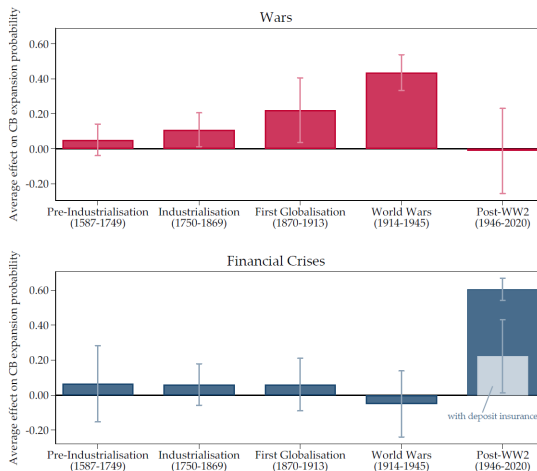 Wars
Average effect on CB expansion probability
0.60
0.40
0.20
0.00
-0.20
Pre-Industrialisation Industrialisation First Globalisation World Wars Post-WW2
(1587-1749) (1750-1869) (1870-1913) (1914-1945) (1946-2020)
Financial Crises
Average effect on CB expansion probability
0.60
0.40
0.20
0.00
with deposit insurance
-0.20
Pre-Industrialisation Industrialisation First Globalisation World Wars Post-WW2
(1587-1749) (1750-1869) (1870-1913) (1914-1945) (1946-2020)